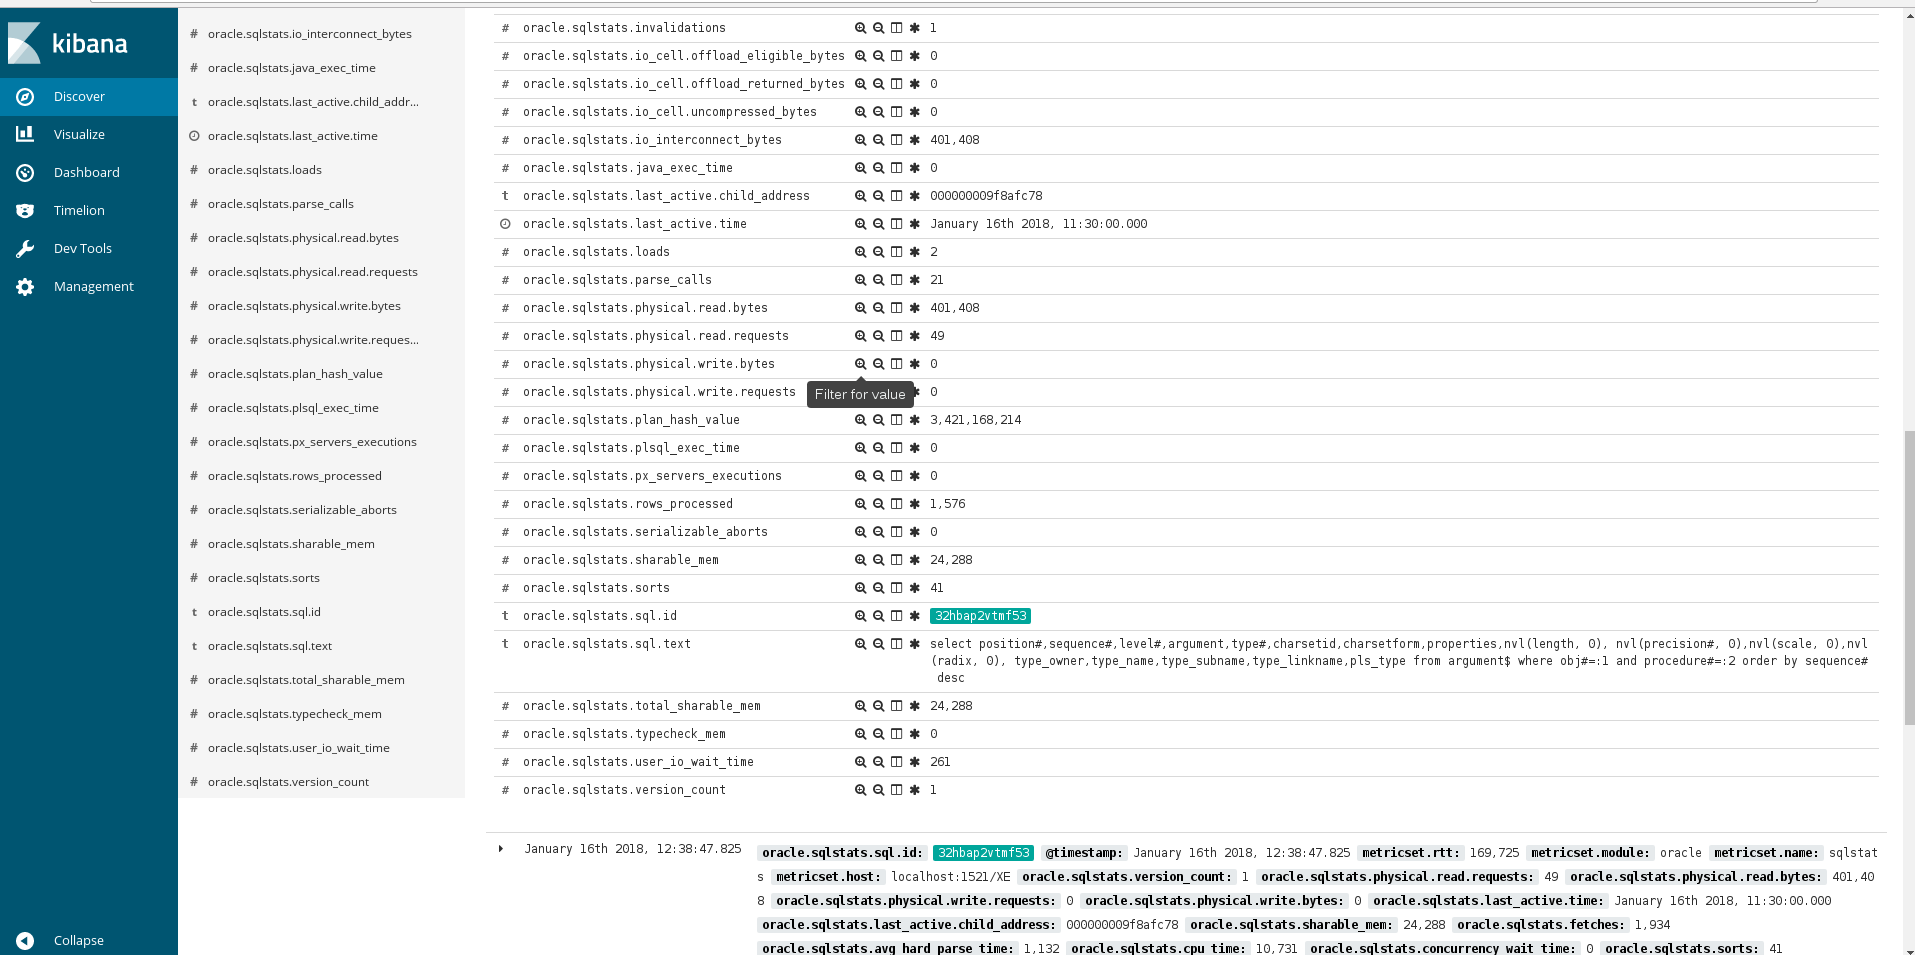 kibana
Discover
Visualize
Dashboard
Timelion
Dev Tools
Management
Collapse
# oracle.sqlstats.io_interconnect_bytes
# oracle.sqlstats.java_exec_time
t oracle.sqlstats.last_active.child_addr...
oracle.sqlstats.last_active.time
# oracle.sqlstats.loads
# oracle.sqlstats.parse_calls
# oracle.sqlstats.physical.read.bytes
# oracle.sqlstats.physical.read.requests
# oracle.sqlstats.physical.write.bytes
# oracle.sqlstats.physical.write.reques...
# oracle.sqlstats.plan_hash_value
# oracle.sqlstats.plsql_exec_time
# oracle.sqlstats.px_servers_executions
# oracle.sqlstats.rows_processed
# oracle.sqlstats.serializable_aborts
# oracle.sqlstats.sharable_mem
# oracle.sqlstats.sorts
t oracle.sqlstats.sql.id
t oracle.sqlstats.sql.text
# oracle.sqlstats.total_sharable_mem
# oracle.sqlstats.typecheck_mem
# oracle.sqlstats.user_io_wait_time
# oracle.sqlstats.version_count
# oracle.sqlstats.invalidations 1
# oracle.sqlstats.io_cell.offload_eligible_bytes 0
# oracle.sqlstats.io_cell.offload_returned_bytes 0
# oracle.sqlstats.io_cell.uncompressed_bytes 0
# oracle.sqlstats.io_interconnect_bytes 401,408
# oracle.sqlstats.java_exec_time 0
t oracle.sqlstats.last_active.child_address 000000009f8afc78
oracle.sqlstats.last_active.time January 16th 2018, 11:30:00.000
# oracle.sqlstats.loads 2
# oracle.sqlstats.parse_calls 21
# oracle.sqlstats.physical.read.bytes 401,408
# oracle.sqlstats.physical.read.requests 49
# oracle.sqlstats.physical.write.bytes 0
# oracle.sqlstats.physical.write.requests 0
Filter for value
# oracle.sqlstats.plan_hash_value 3,421,168,214
# oracle.sqlstats.plsql_exec_time 0
# oracle.sqlstats.px_servers_executions 0
# oracle.sqlstats.rows_processed 1,576
# oracle.sqlstats.serializable_aborts 0
# oracle.sqlstats.sharable_mem 24,288
# oracle.sqlstats.sorts 41
t oracle.sqlstats.sql.id 32hbap2vtmf53
t oracle.sqlstats.sql.text select position#,sequence#,level#,argument,type#,charsetid,charsetform,properties,nvl(length, 0), nvl(precision#, 0),nvl(scale, 0),nvl
(radix, 0), type_owner,type_name,type_subname,type_linkname,pls_type from argument$ where obj#=:1 and procedure#=:2 order by sequence#
desc
# oracle.sqlstats.total_sharable_mem 24,288
# oracle.sqlstats.typecheck_mem 0
# oracle.sqlstats.user_io_wait_time 261
# oracle.sqlstats.version_count 1
January 16th 2018, 12:38:47.825 oracle.sqlstats.sql.id: 32hbap2vtmf53 @timestamp: January 16th 2018, 12:38:47.825 metricset.rtt: 169,725 metricset.module: oracle metricset.name: sqlstat
s metricset.host: localhost:1521/XE oracle.sqlstats.version_count: 1 oracle.sqlstats.physical.read.requests: 49 oracle.sqlstats.physical.read.bytes: 401,40
8 oracle.sqlstats.physical.write.requests: 0 oracle.sqlstats.physical.write.bytes: 0 oracle.sqlstats.last_active.time: January 16th 2018, 11:30:00.000
oracle.sqlstats.last_active.child_address: 000000009f8afc78 oracle.sqlstats.sharable_mem: 24,288 oracle.sqlstats.fetches: 1,934
oracle.sqlstats.avg_hard_parse_time: 1,132 oracle.sqlstats.cpu_time: 10,731 oracle.sqlstats.concurrency_wait_time: 0 oracle.sqlstats.sorts: 41